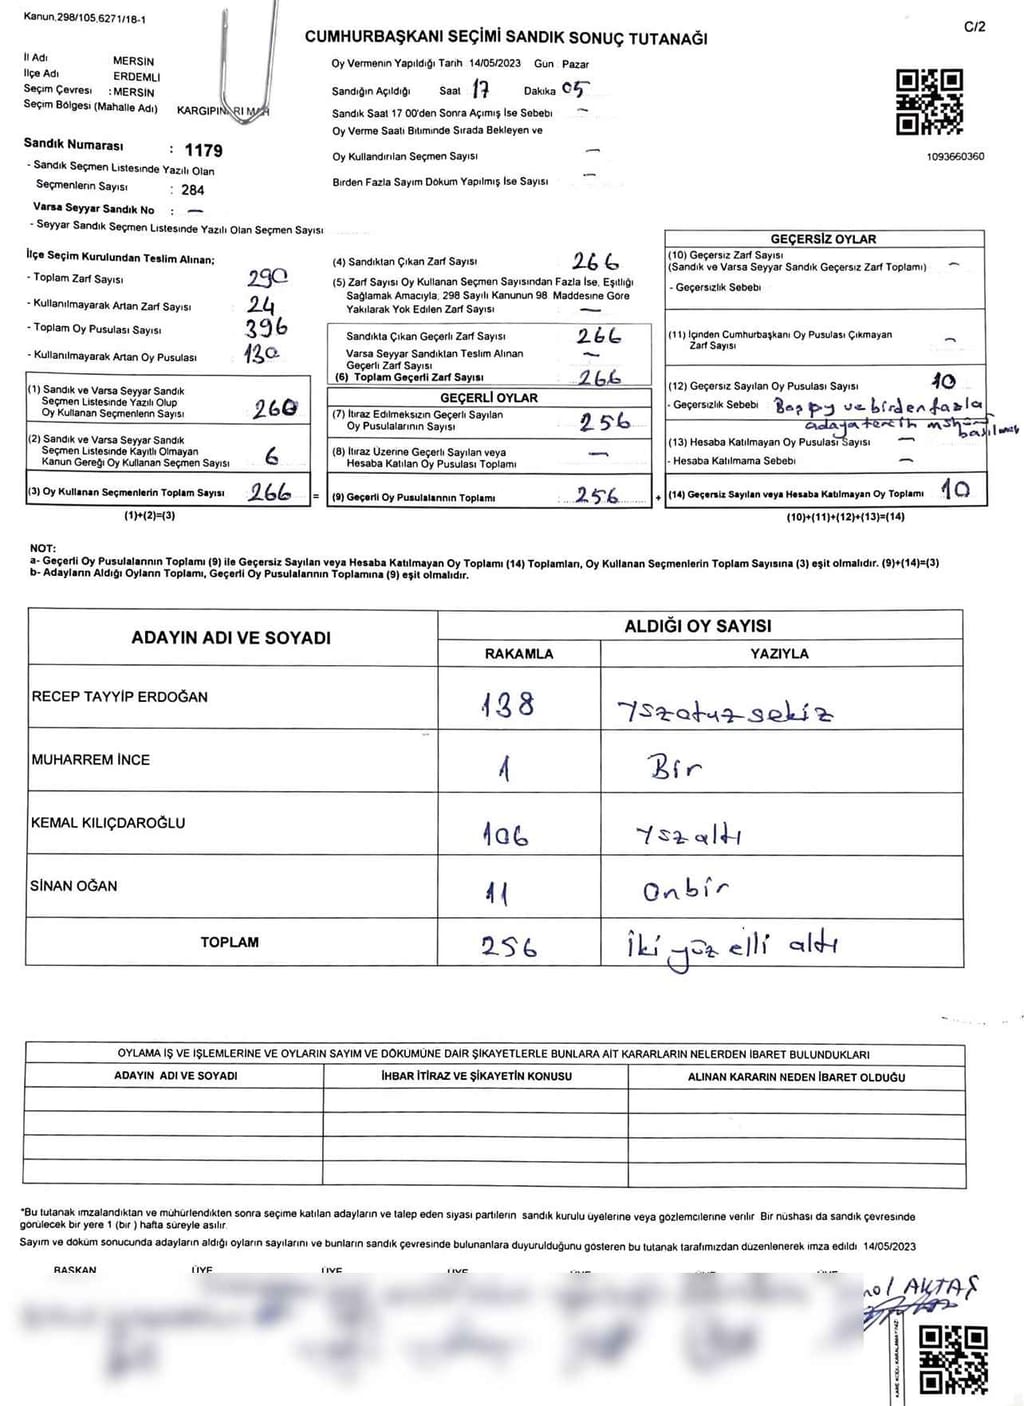 Kanun.298/105,6271/18-1
C/2
CUMHURBAŞKANI SEÇİMİ SANDIK SONUÇ TUTANAĞI
İl Adı MERSİN
İlçe Adı ERDEMLİ
Seçim Çevresi : MERSİN
Seçim Bölgesi (Mahalle Adı)
Sandık Numarası : 1179
- Sandık Seçmen Listesinde Yazılı Olan
Seçmenlerin Sayısı : 284
Varsa Seyyar Sandık No : —
- Seyyar Sandık Seçmen Listesinde Yazılı Olan Seçmen Sayısı
Oy Vermenin Yapıldığı Tarih 14/05/2023 Gün Pazar
Sandığın Açıldığı Saat 17 Dakika 05
Sandık Saat 17 00'den Sonra Açımış İse Sebebi —
Oy Verme Saati Bitiminde Sırada Bekleyen ve
Oy Kullandırılan Seçmen Sayısı —
Birden Fazla Sayım Döküm Yapılmış İse Sayısı —
1093660360
İlçe Seçim Kurulundan Teslim Alınan;
- Toplam Zarf Sayısı 290
- Kullanılmayarak Artan Zarf Sayısı 24
- Toplam Oy Pusulası Sayısı 396
- Kullanılmayarak Artan Oy Pusulası 130
(1) Sandık ve Varsa Seyyar Sandık
Seçmen Listesinde Yazılı Olup
Oy Kullanan Seçmenlerin Sayısı 260
(2) Sandık ve Varsa Seyyar Sandık
Seçmen Listesinde Kayıtlı Olmayan
Kanun Gereği Oy Kullanan Seçmen Sayısı 6
(3) Oy Kullanan Seçmenlerin Toplam Sayısı 266 =
(1)+(2)=(3)
(4) Sandıktan Çıkan Zarf Sayısı 266
(5) Zarf Sayısı Oy Kullanan Seçmen Sayısından Fazla İse, Eşitliği
Sağlamak Amacıyla, 298 Sayılı Kanunun 98 Maddesine Göre
Yakılarak Yok Edilen Zarf Sayısı —
Sandıkta Çıkan Geçerli Zarf Sayısı 266
Varsa Seyyar Sandıktan Teslim Alınan
Geçerli Zarf Sayısı —
(6) Toplam Geçerli Zarf Sayısı 266
GEÇERLİ OYLAR
(7) İtiraz Edilmeksizin Geçerli Sayılan
Oy Pusulalarının Sayısı 256
(8) İtiraz Üzerine Geçerli Sayılan veya
Hesaba Katılan Oy Pusulası Toplamı —
(9) Geçerli Oy Pusulalarının Toplamı 256 +
GEÇERSİZ OYLAR
(10) Geçersiz Zarf Sayısı
(Sandık ve Varsa Seyyar Sandık Geçersiz Zarf Toplamı) —
- Geçersizlik Sebebi
(11) İçinden Cumhurbaşkanı Oy Pusulası Çıkmayan
Zarf Sayısı —
(12) Geçersiz Sayılan Oy Pusulası Sayısı 10
- Geçersizlik Sebebi ve birden fazla
adaya tercih
(13) Hesaba Katılmayan Oy Pusulası Sayısı —
- Hesaba Katılmama Sebebi —
(14) Geçersiz Sayılan veya Hesaba Katılmayan Oy Toplamı 10
(10)+(11)+(12)+(13)=(14)
NOT:
a- Geçerli Oy Pusulalarının Toplamı (9) ile Geçersiz Sayılan veya Hesaba Katılmayan Oy Toplamı (14) Toplamları, Oy Kullanan Seçmenlerin Toplam Sayısına (3) eşit olmalıdır. (9)+(14)=(3)
b- Adayların Aldığı Oyların Toplamı, Geçerli Oy Pusulalarının Toplamına (9) eşit olmalıdır.
ADAYIN ADI VE SOYADI
ALDIĞI OY SAYISI
RAKAMLA YAZIYLA
RECEP TAYYİP ERDOĞAN 138 Yüzotuzsekiz
MUHARREM İNCE 1 Bir
KEMAL KILIÇDAROĞLU 106 Yüzaltı
SİNAN OĞAN 11 Onbir
TOPLAM 256 İki yüz elli altı
OYLAMA İŞ VE İŞLEMLERİNE VE OYLARIN SAYIM VE DÖKÜMÜNE DAİR ŞİKAYETLERLE BUNLARA AİT KARARLARIN NELERDEN İBARET BULUNDUKLARI
ADAYIN ADI VE SOYADI İHBAR İTİRAZ VE ŞİKAYETİN KONUSU ALINAN KARARIN NEDEN İBARET OLDUĞU
*Bu tutanak imzalandıktan ve mühürlendikten sonra seçime katılan adayların ve talep eden siyasi partilerin sandık kurulu üyelerine veya gözlemcilerine verilir Bir nüshası da sandık çevresinde
görülecek bir yere 1 (bir ) hafta süreyle asılır
Sayım ve döküm sonucunda adayların aldığı oyların sayılarını ve bunların sandık çevresinde bulunanlara duyurulduğunu gösteren bu tutanak tarafımızdan düzenlenerek imza edildi 14/05/2023
BAŞKAN ÜYE ÜYE ÜYE
AKTAŞ